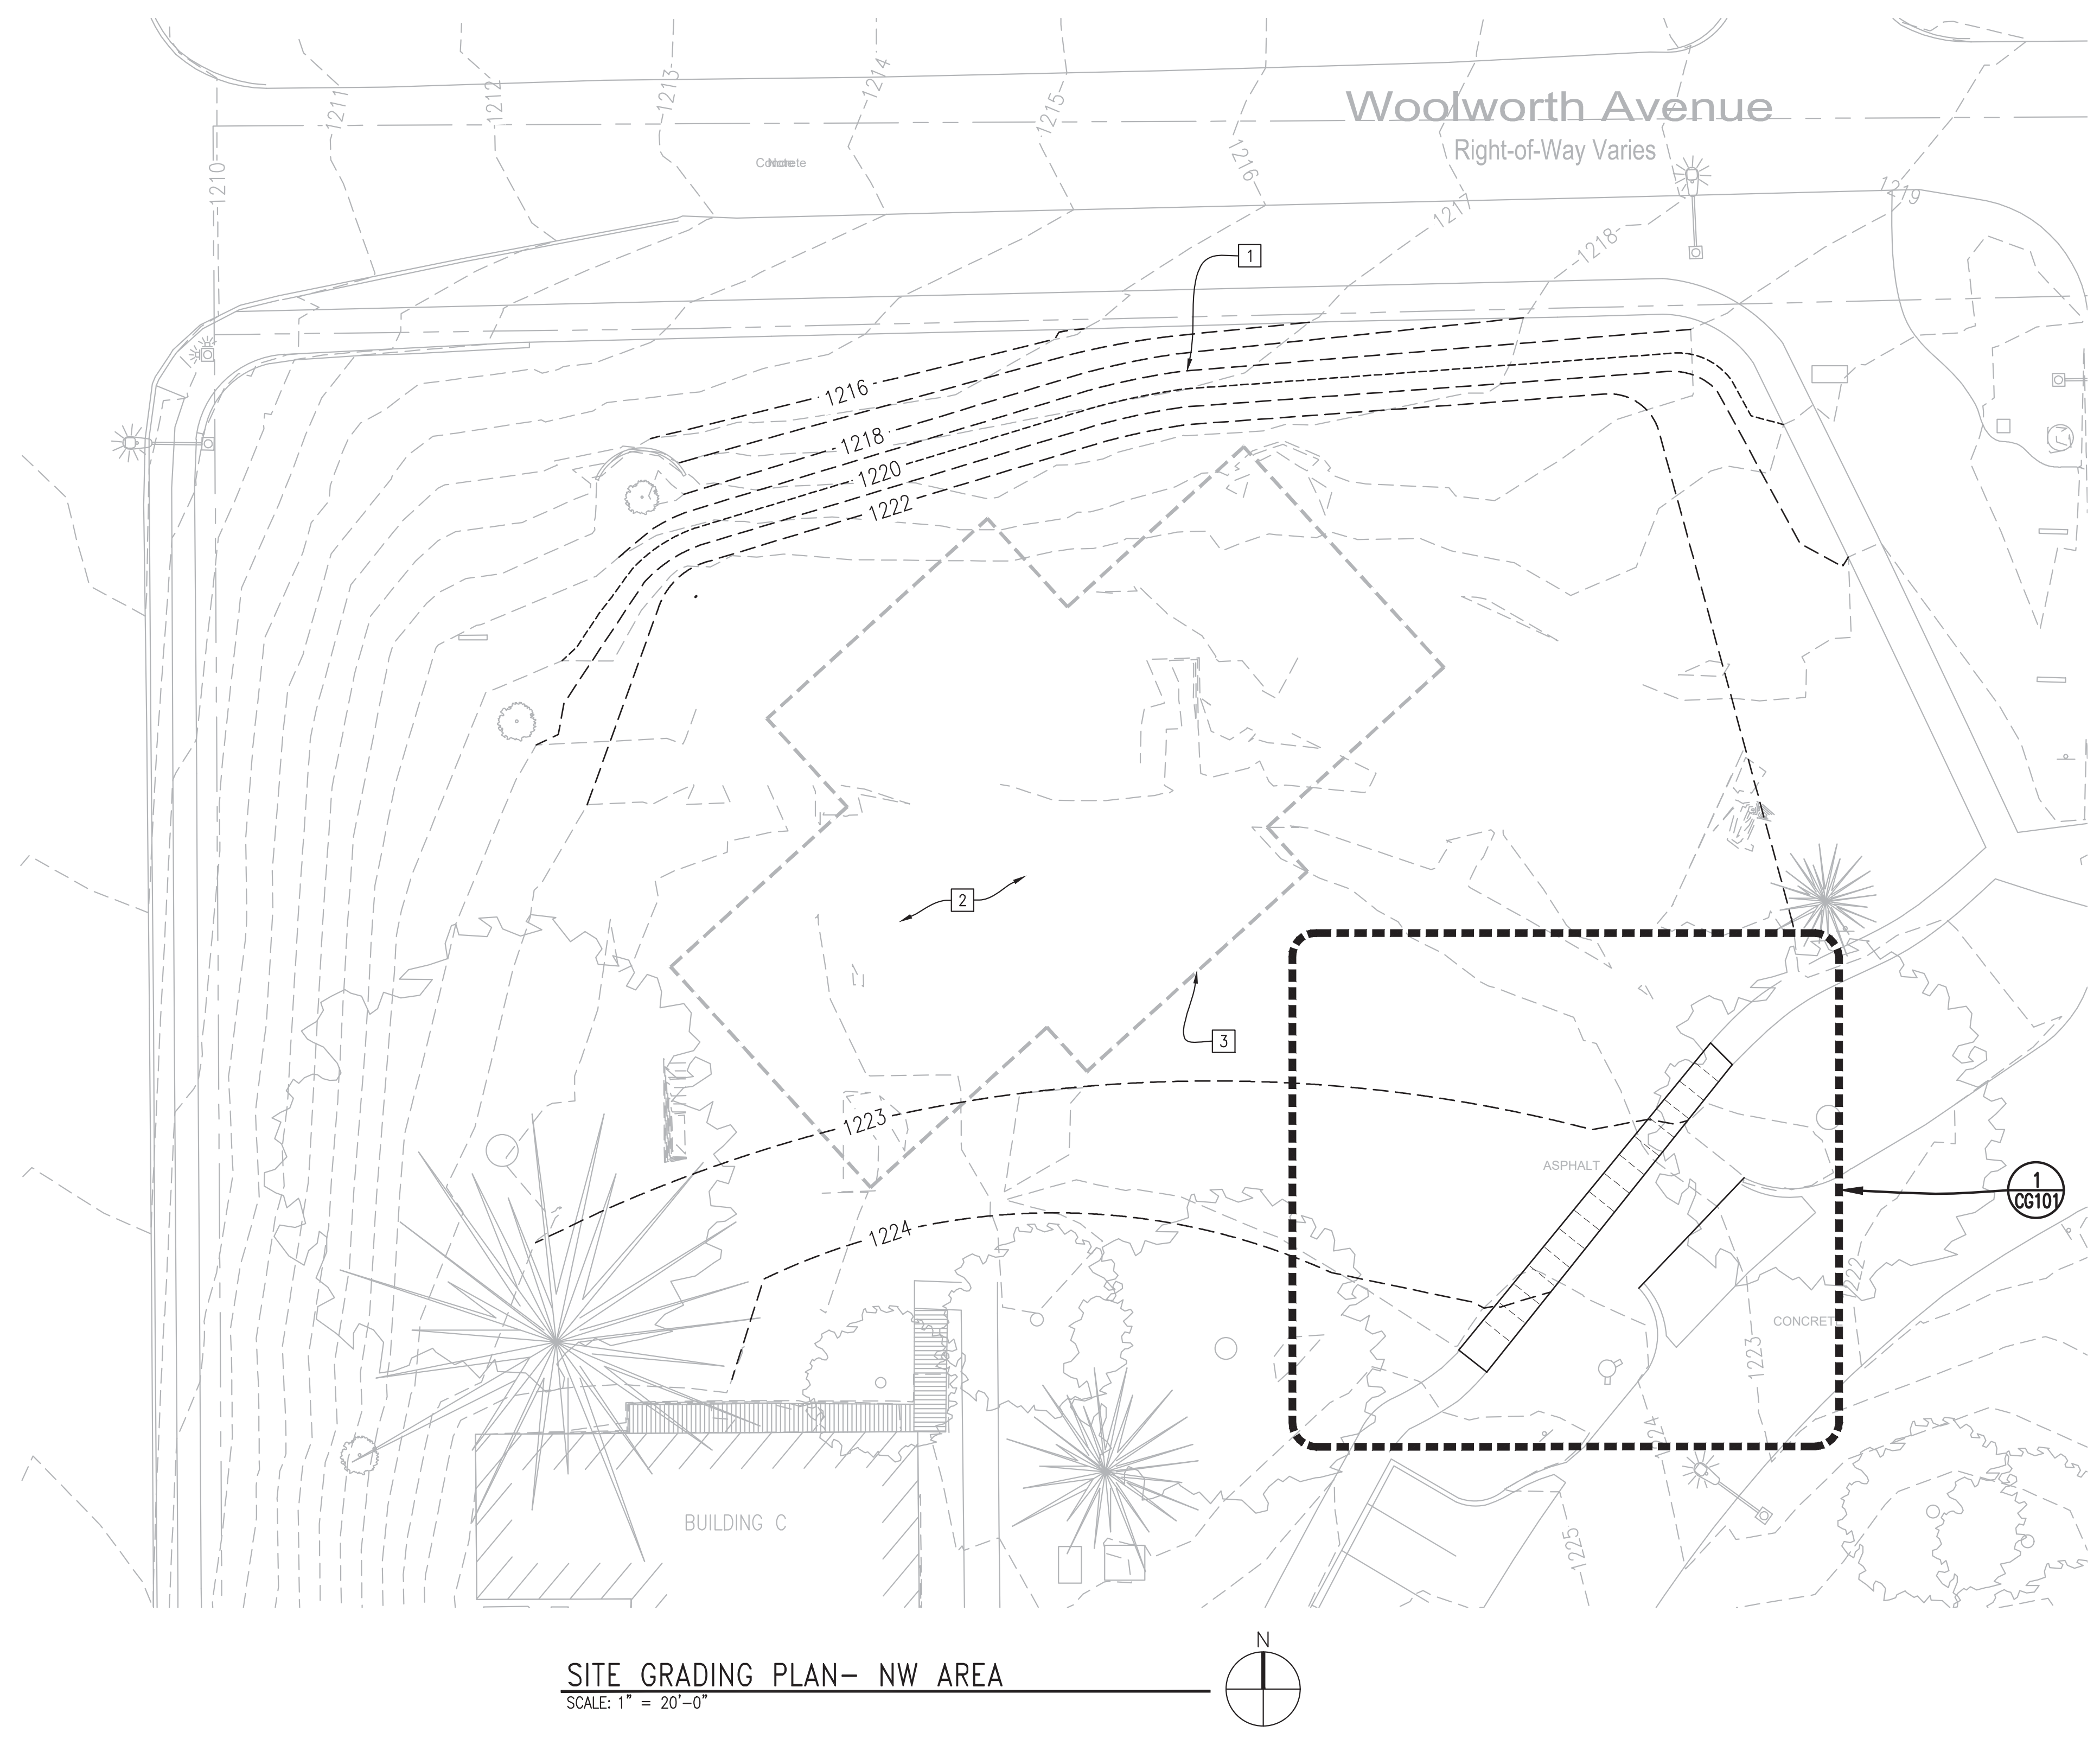 1210
1211
1212
1213
1214
1215
1216
1217
1218
1219
Woolworth Avenue
Right-of-Way Varies
1
1216
1218
1220
1222
2
3
1223
1224
ASPHALT
CONCRETE
1222
1223
1224
1225
1
CG101
BUILDING C
N
SITE GRADING PLAN- NW AREA
SCALE: 1" = 20'-0"